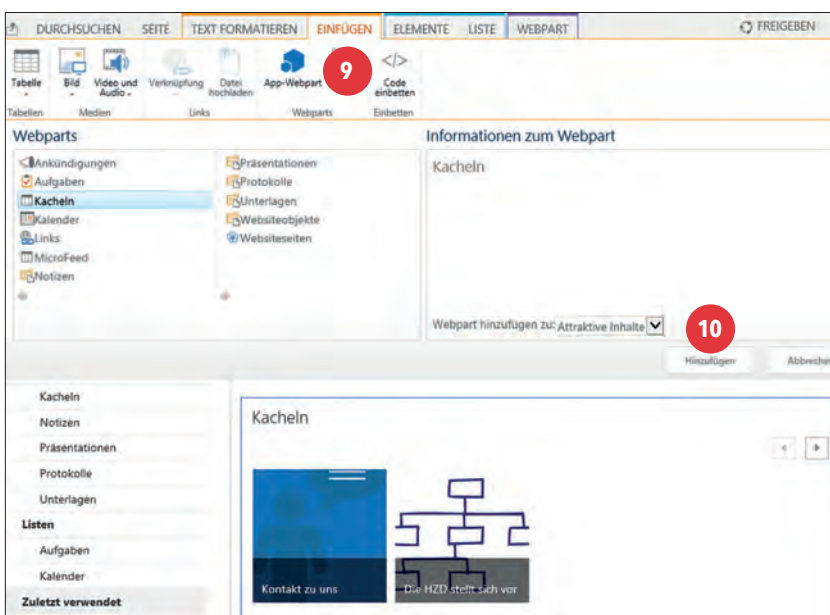 DURCHSUCHEN SEITE TEXT FORMATIEREN EINFÜGEN ELEMENTE LISTE WEBPART FREIGEBEN
9
Tabelle Bild Video und Audio Verknüpfung Datei hochladen App-Webpart Code einbetten
Tabellen Medien Links Webparts Einbetten
Webparts
Informationen zum Webpart
Ankündigungen
Aufgaben
Kacheln
Kalender
Links
MicroFeed
Notizen
Präsentationen
Protokolle
Unterlagen
Websiteobjekte
Websiteseiten
Kacheln
Webpart hinzufügen zu: Attraktive Inhalte
10
Hinzufügen Abbreche
Kacheln
Notizen
Präsentationen
Protokolle
Unterlagen
Listen
Aufgaben
Kalender
Zuletzt verwendet
Kacheln
Kontakt zu uns
Die HZD stellt sich vor